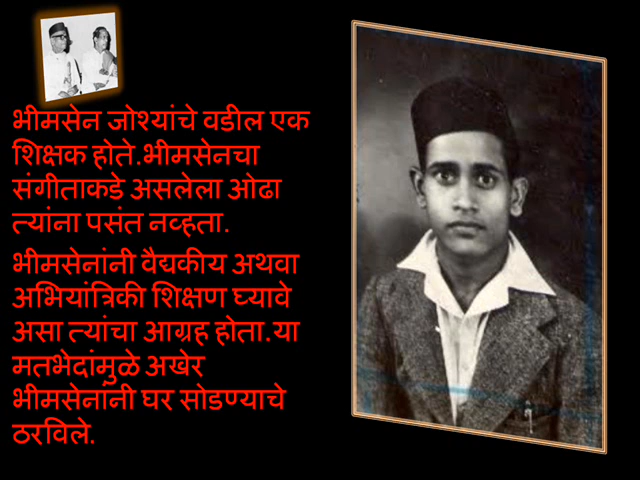 भीमसेन जोश्यांचे वडील एक
शिक्षक होते.भीमसेनचा
संगीताकडे असलेला ओढा
त्यांना पसंत नव्हता.
भीमसेनांनी वैद्यकीय अथवा
अभियांत्रिकी शिक्षण घ्यावे
असा त्यांचा आग्रह होता.या
मतभेदांमुळे अखेर
भीमसेनांनी घर सोडण्याचे
ठरविले.